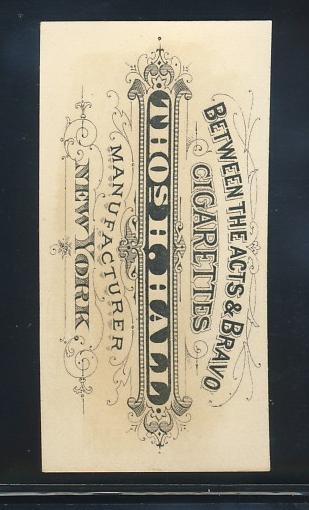 BETWEEN THE ACTS & BRAVO
CIGARETTES
THOS. H. HALL
MANUFACTURER
NEW YORK